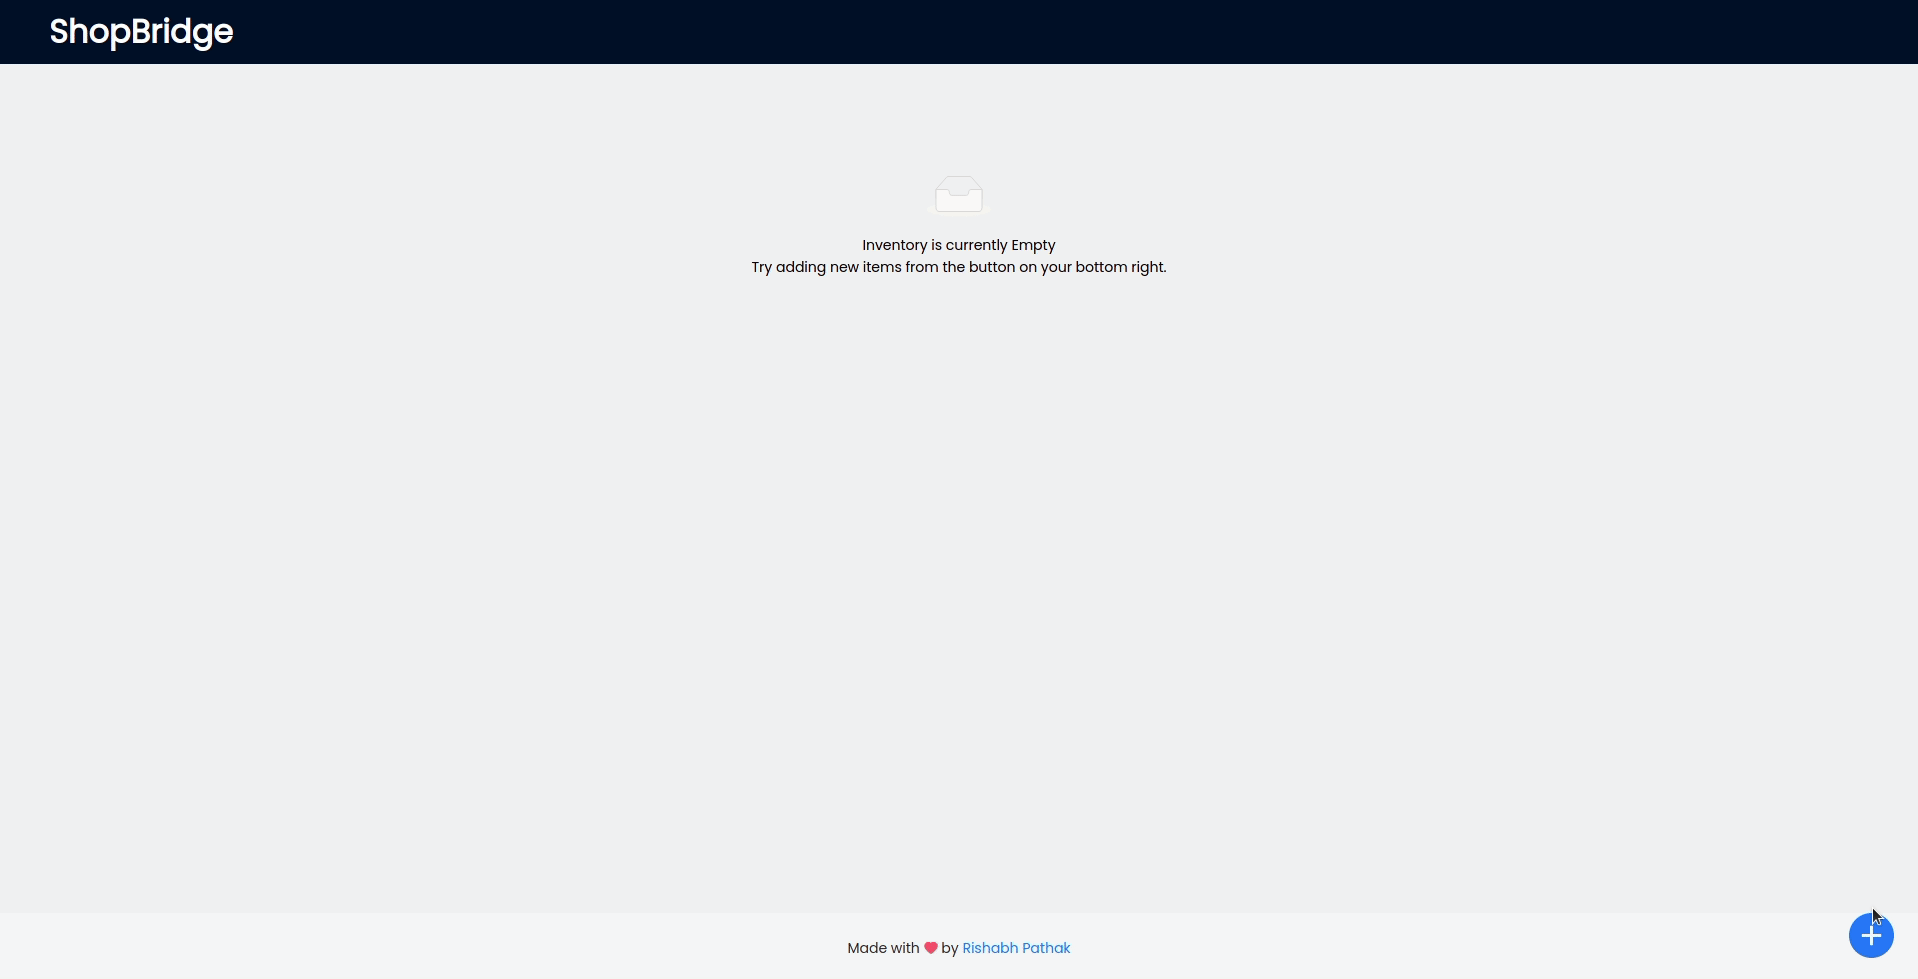 ShopBridge
Inventory is currently Empty
Try adding new items from the button on your bottom right.
Made with ❤ by Rishabh Pathak